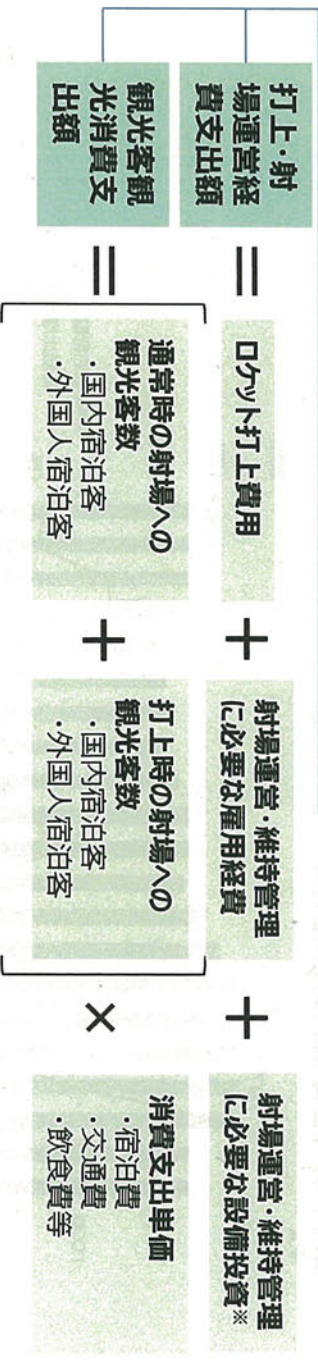 打上・射
場運営経
費支出額
=
ロケット打上費用
+
射場運営・維持管理
に必要な雇用経費
+
射場運営・維持管理
に必要な設備投資※
観光客観
光消費支
出額
=
通常時の射場への
観光客数
・国内宿泊客
・外国人宿泊客
+
打上時の射場への
観光客数
・国内宿泊客
・外国人宿泊客
×
消費支出単価
・宿泊費
・交通費
・飲食費等